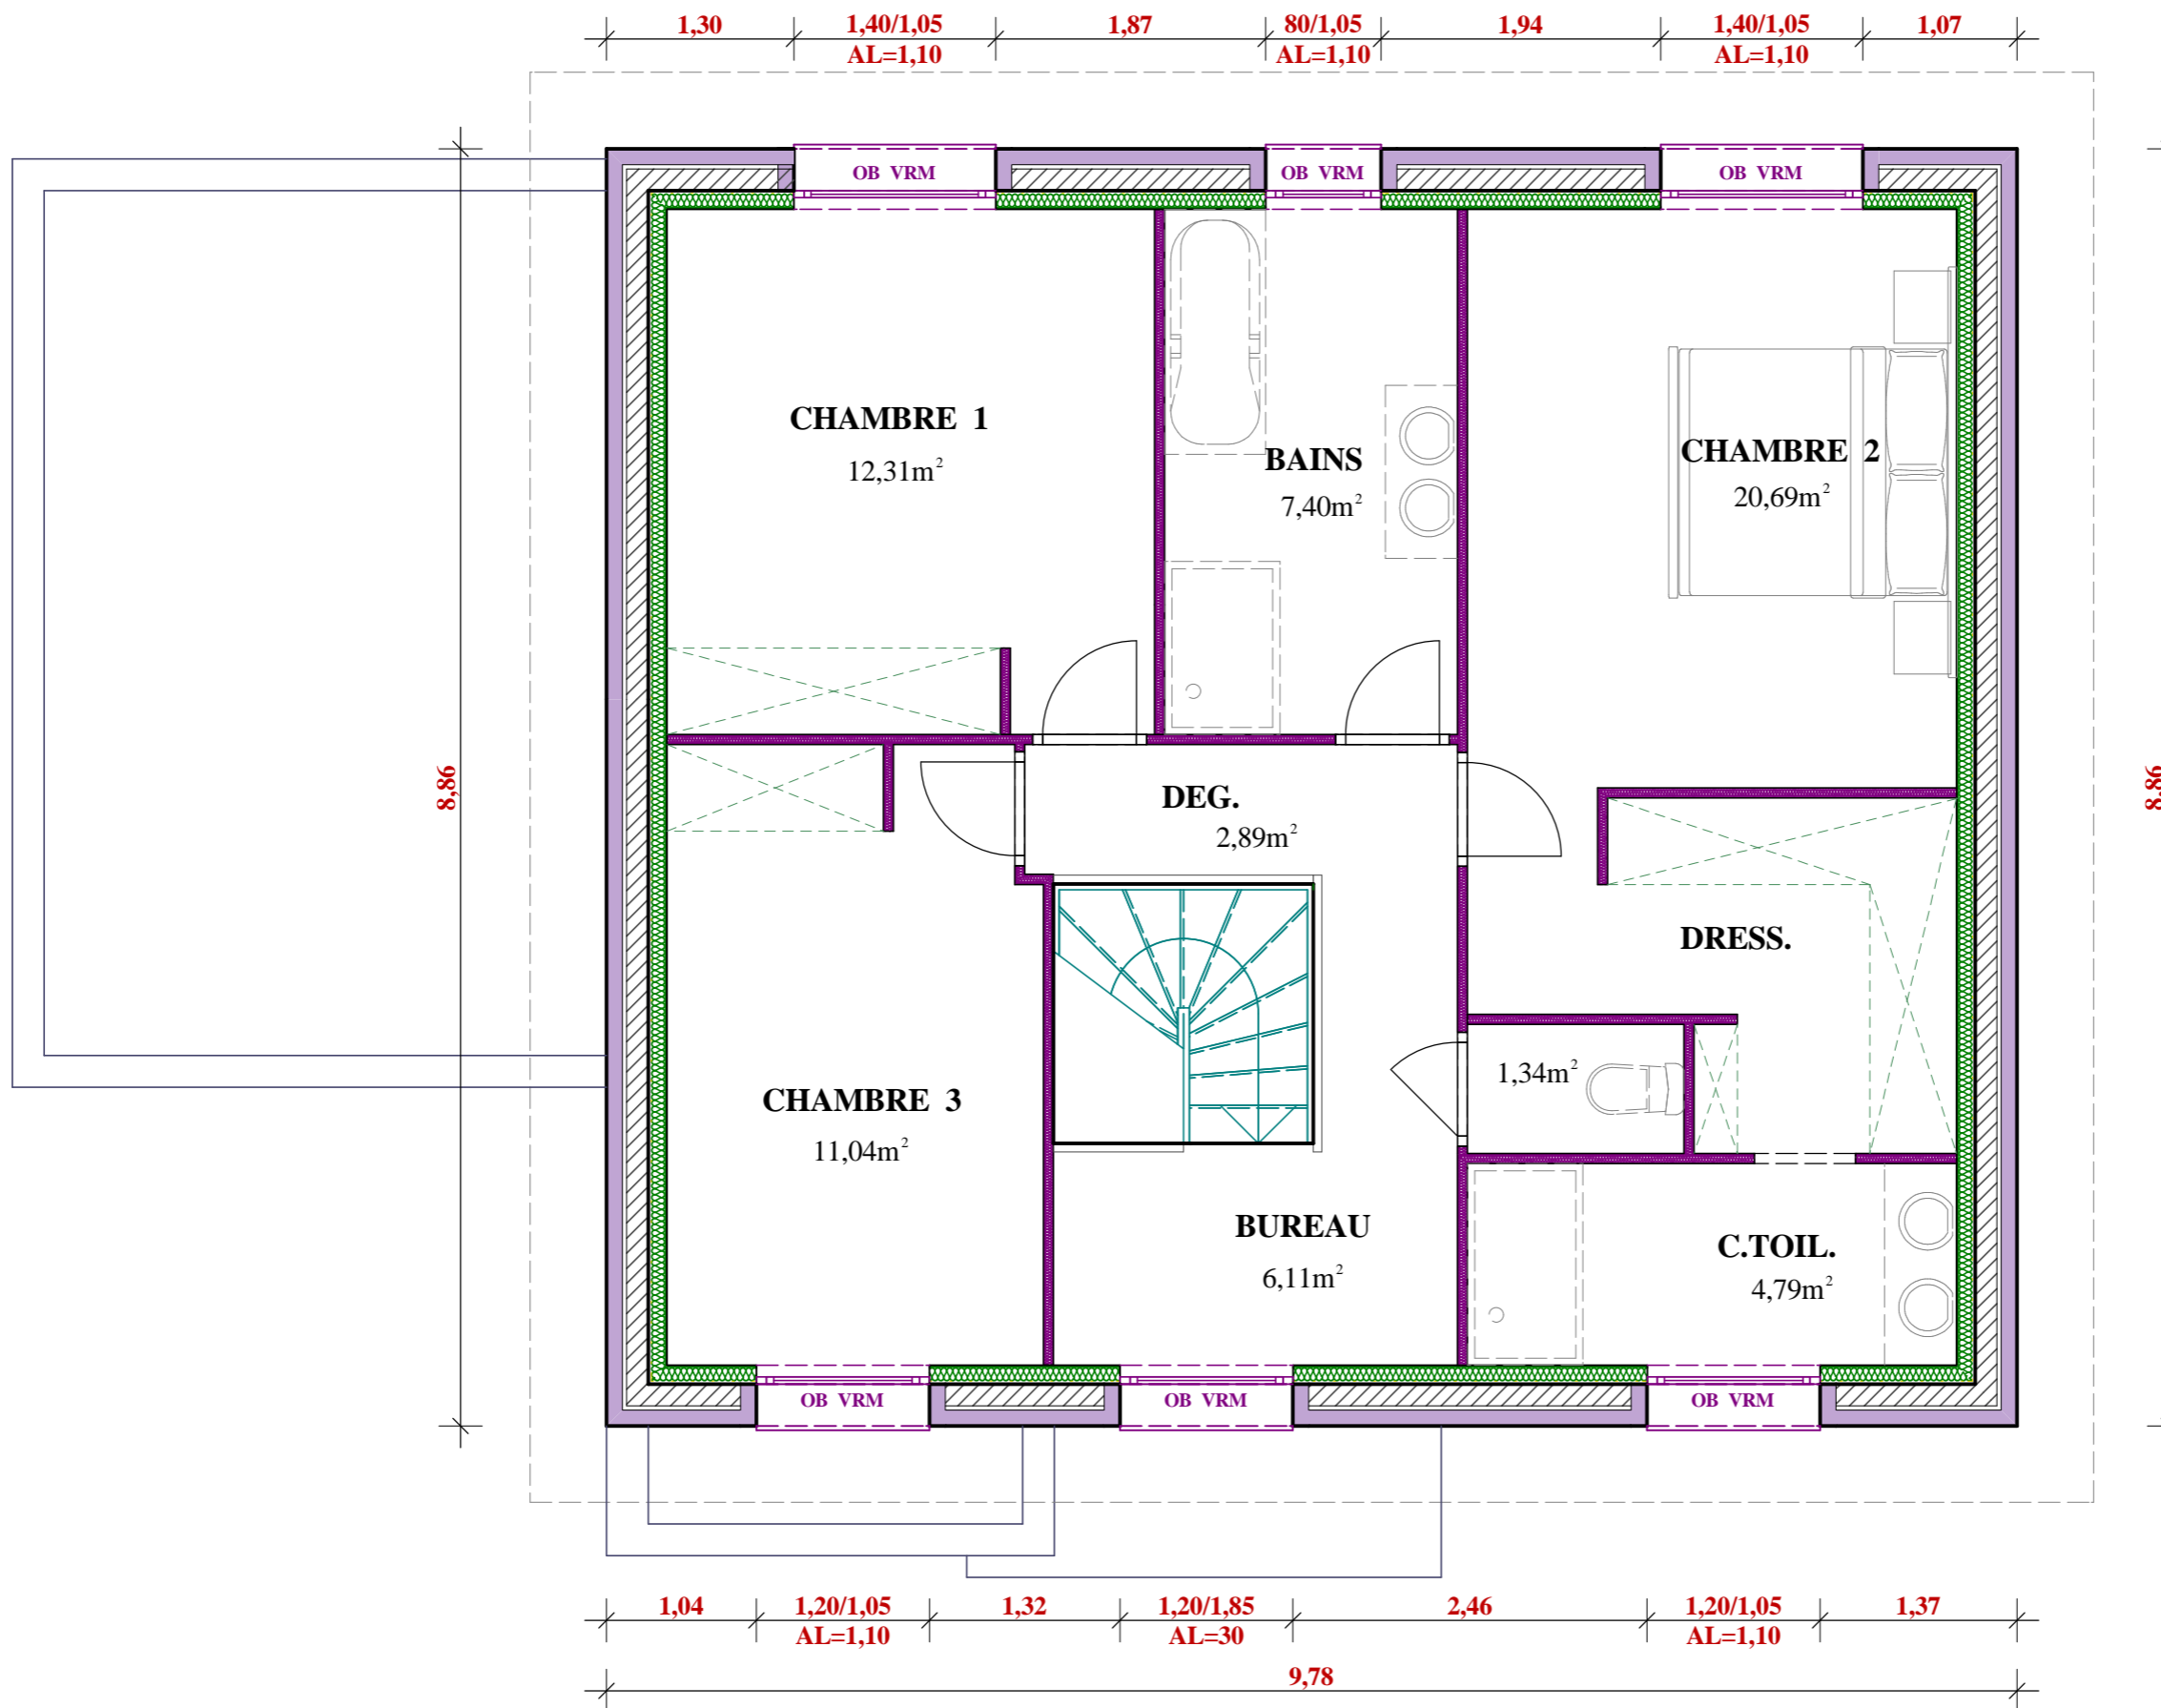 1,30 1,40/1,05 1,87 80/1,05 1,94 1,40/1,05 1,07
AL=1,10 AL=1,10 AL=1,10
OB VRM OB VRM OB VRM
CHAMBRE 1
12,31m²
BAINS
7,40m²
CHAMBRE 2
20,69m²
8,86
8,86
DEG.
2,89m²
DRESS.
1,34m²
CHAMBRE 3
11,04m²
BUREAU
6,11m²
C.TOIL.
4,79m²
OB VRM OB VRM OB VRM
1,04 1,20/1,05 1,32 1,20/1,85 2,46 1,20/1,05 1,37
AL=1,10 AL=30 AL=1,10
9,78